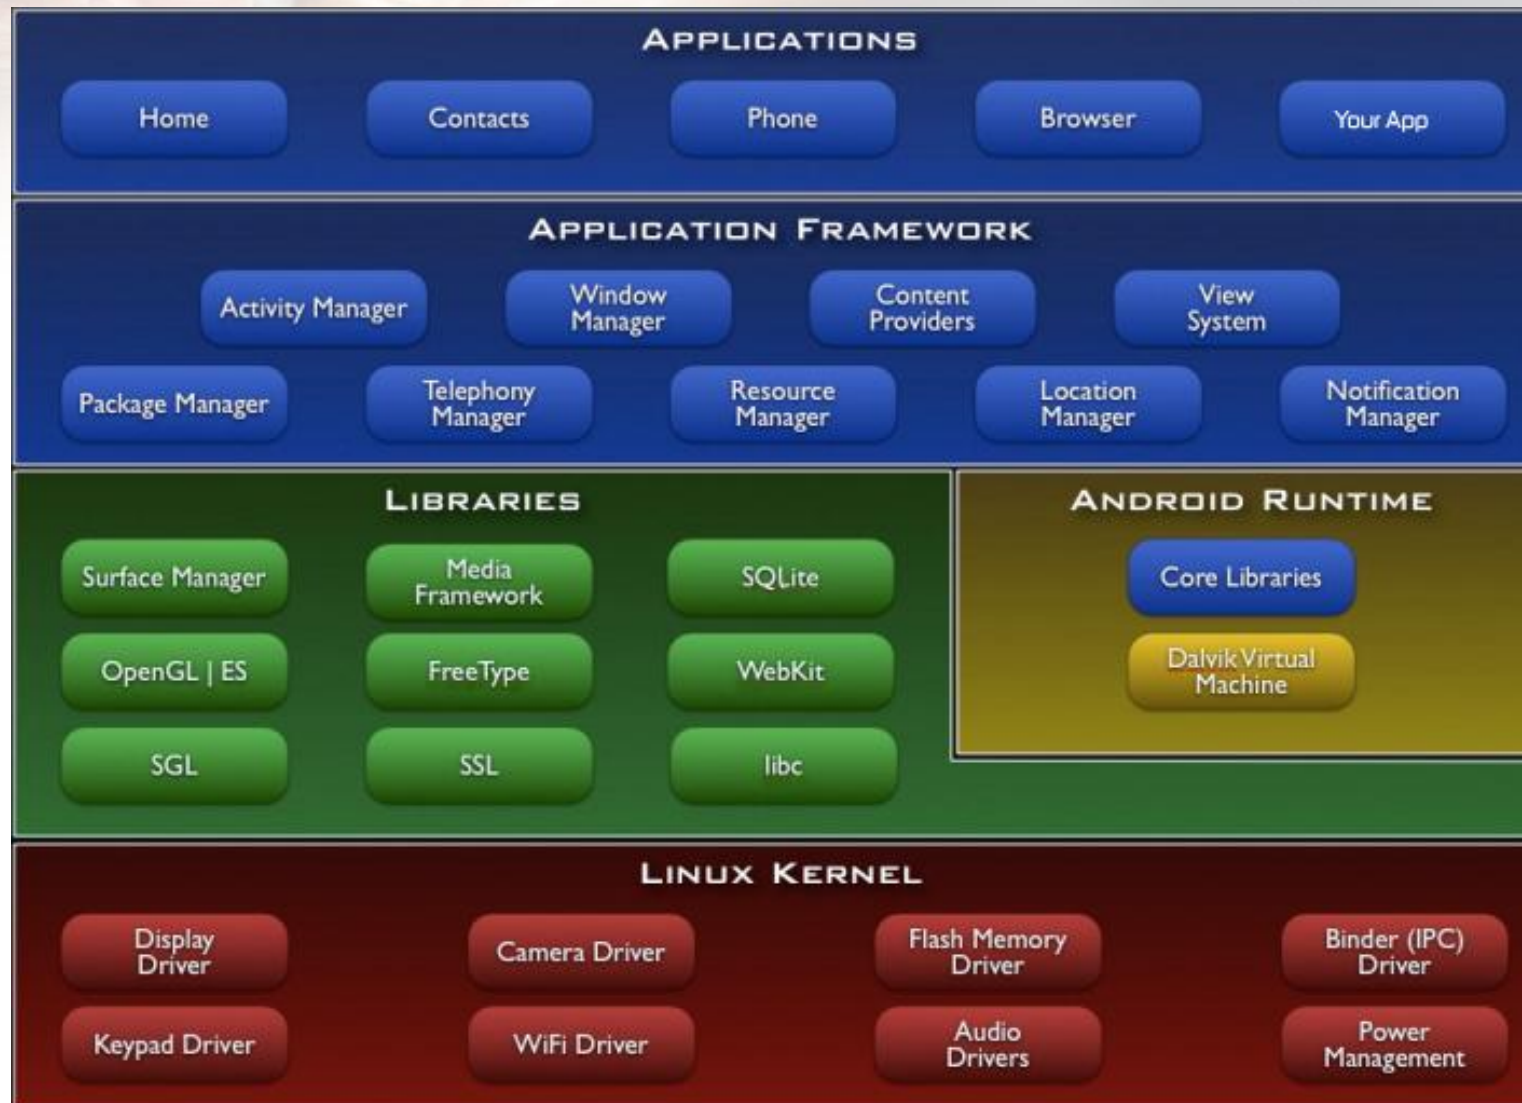 APPLICATIONS
Home
Contacts
Phone
Browser
Your App
APPLICATION FRAMEWORK
Activity Manager
Window
Manager
Content
Providers
View
System
Package Manager
Telephony
Manager
Resource
Manager
Location
Manager
Notification
Manager
LIBRARIES
Surface Manager
Media
Framework
SQLite
OpenGL | ES
FreeType
WebKit
SGL
SSL
libc
ANDROID RUNTIME
Core Libraries
Dalvik Virtual
Machine
LINUX KERNEL
Display
Driver
Camera Driver
Flash Memory
Driver
Binder (IPC)
Driver
Keypad Driver
WiFi Driver
Audio
Drivers
Power
Management